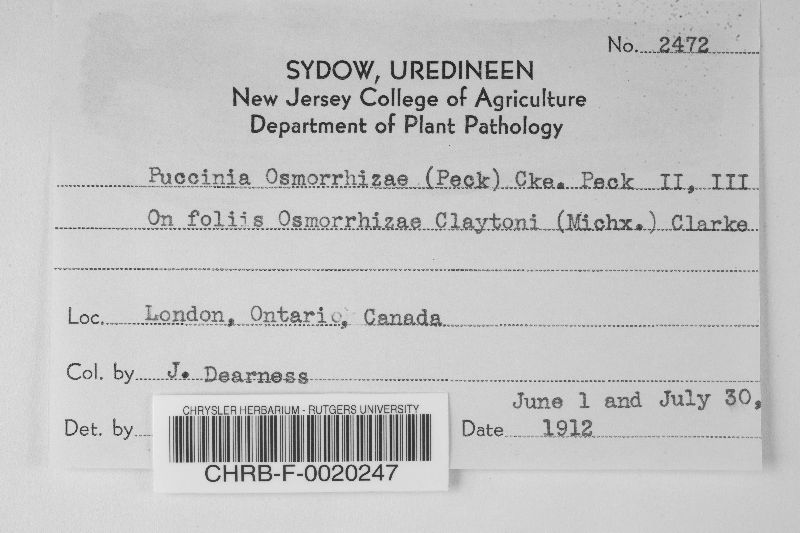 No. 2472
SYDOW, UREDINEEN
New Jersey College of Agriculture
Department of Plant Pathology
Puccinia Osmorrhizae (Peck) Cke. Peck II, III
On foliis Osmorrhizae Claytoni (Michx.) Clarke
Loc. London, Ontario, Canada
Col. by J. Dearness
June 1 and July 30,
Det. by
Date 1912
CHRYSLER HERBARIUM - RUTGERS UNIVERSITY
CHRB-F-0020247